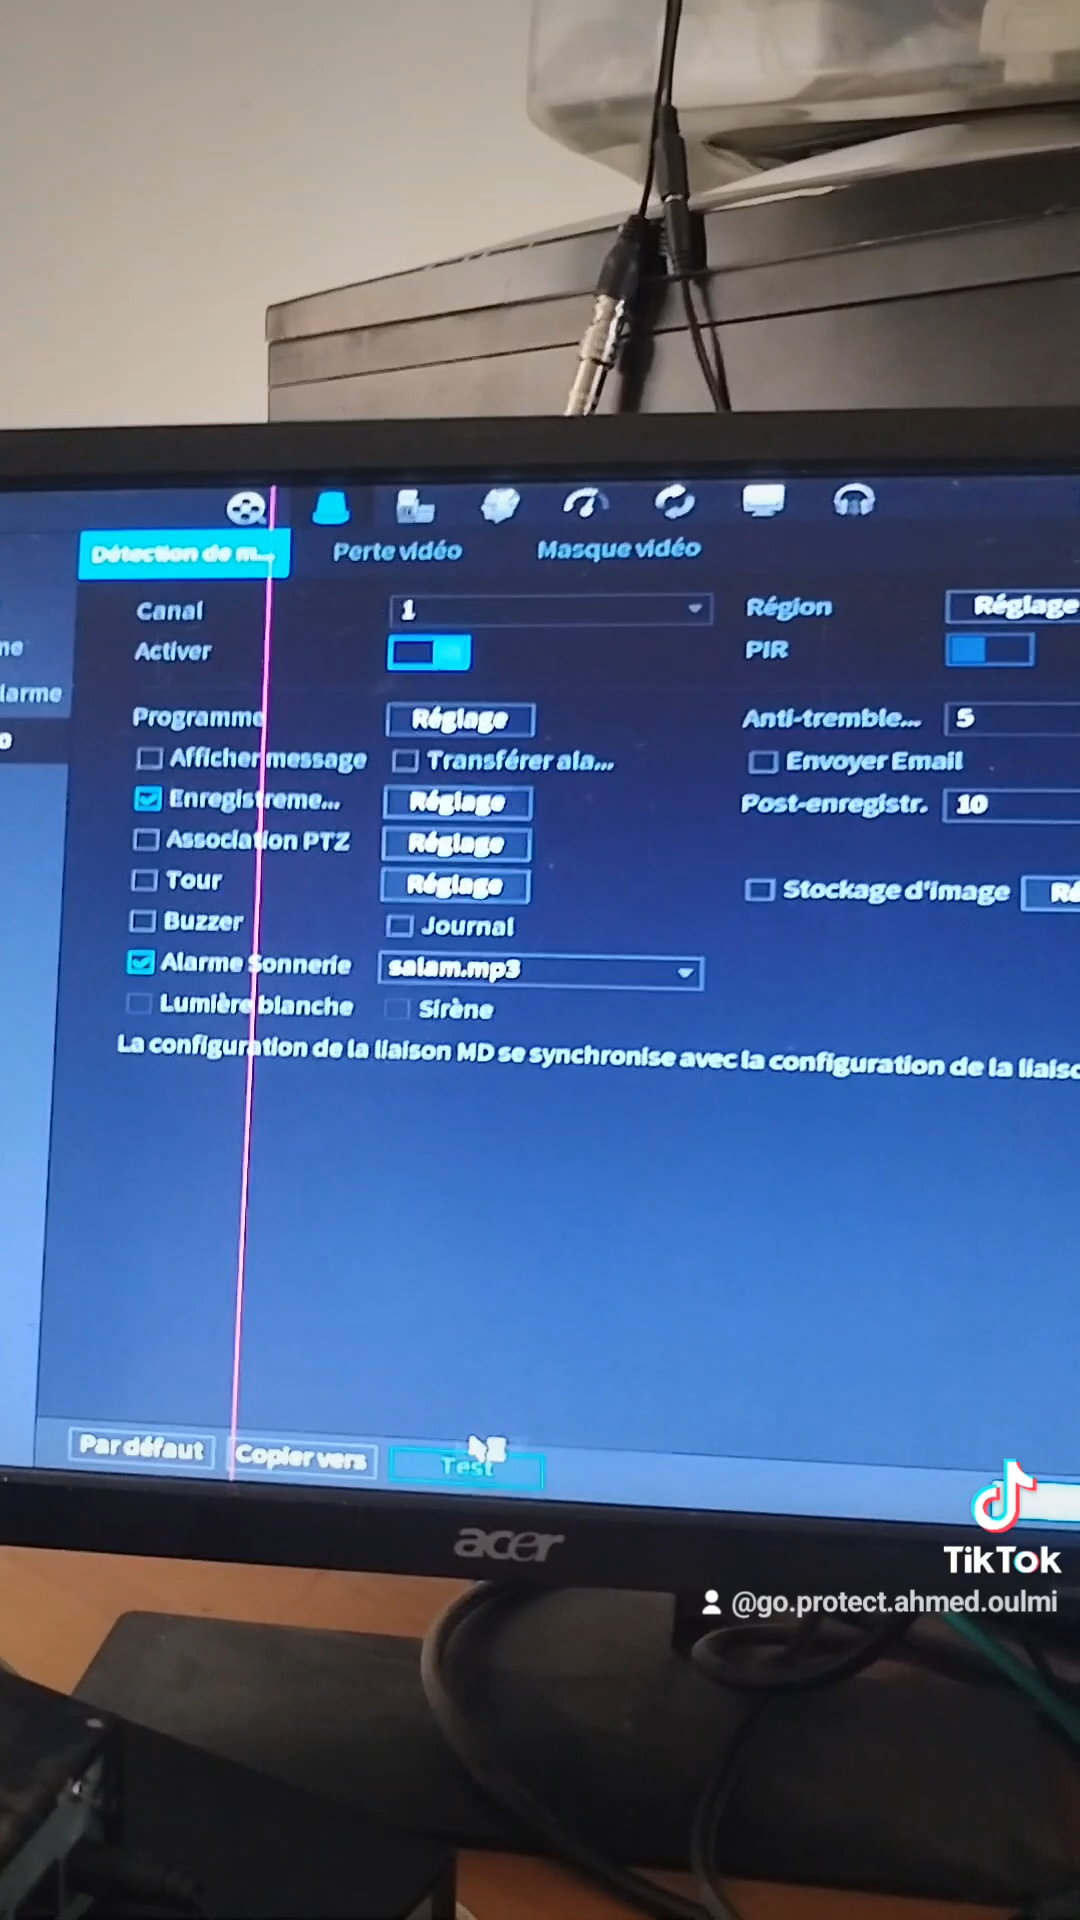 Détection de m...
Perte vidéo
Masque vidéo
Canal
1
Région
Réglage
Activer
PIR
larme
Programme
Réglage
Anti-tremble...
5
Afficher message
Transférer ala...
Envoyer Email
Enregistreme...
Réglage
Post-enregistr.
10
Association PTZ
Réglage
Tour
Réglage
Stockage d'image
Ré
Buzzer
Journal
Alarme Sonnerie
salam.mp3
Lumière blanche
Sirène
La configuration de la liaison MD se synchronise avec la configuration de la liaiso
Par défaut
Copier vers
Test
acer
TikTok
@go.protect.ahmed.oulmi